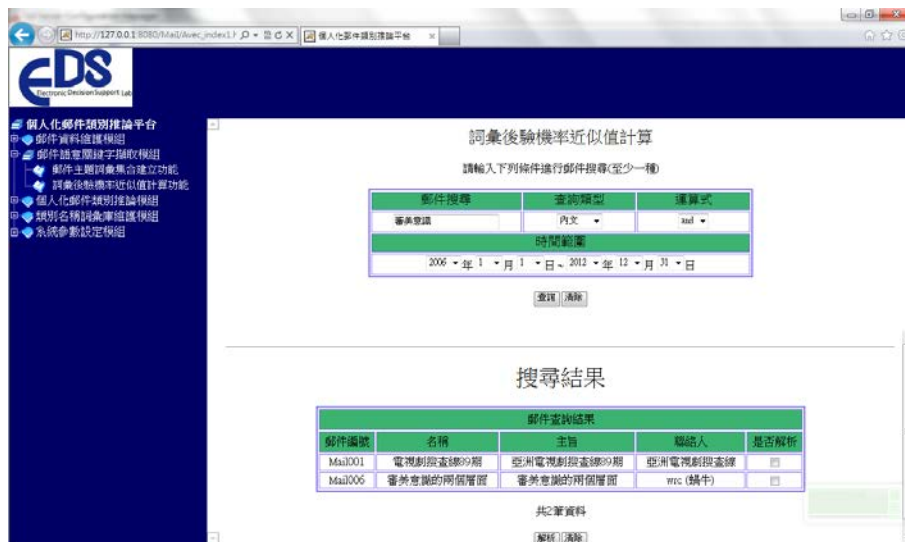 http://127.0.0.1:8080/Mail/Avec_index1.h
個人化郵件類別推論平台
EDS
Electronic Decision Support Lab
個人化郵件類別推論平台
郵件資料維護模組
郵件語意關鍵字擷取模組
郵件主題詞彙集合建立功能
詞彙後驗機率近似值計算功能
個人化郵件類別推論模組
類別名稱詞彙庫維護模組
系統參數設定模組
詞彙後驗機率近似值計算
請輸入下列條件進行郵件搜尋(至少一種)
郵件搜尋 查詢類型 運算式
審美意識 內文 and
時間範圍
2006 年 1 月 1 日~ 2012 年 12 月 31 日
查詢 清除
搜尋結果
郵件查詢結果
郵件編號 名稱 主旨 聯絡人 是否解析
Mail001 電視劇搜查線89期 亞洲電視劇搜查線89期 亞洲電視劇搜查線
Mail006 審美意識的兩個層面 審美意識的兩個層面 wrc (蝸牛)
共2筆資料
解析 清除